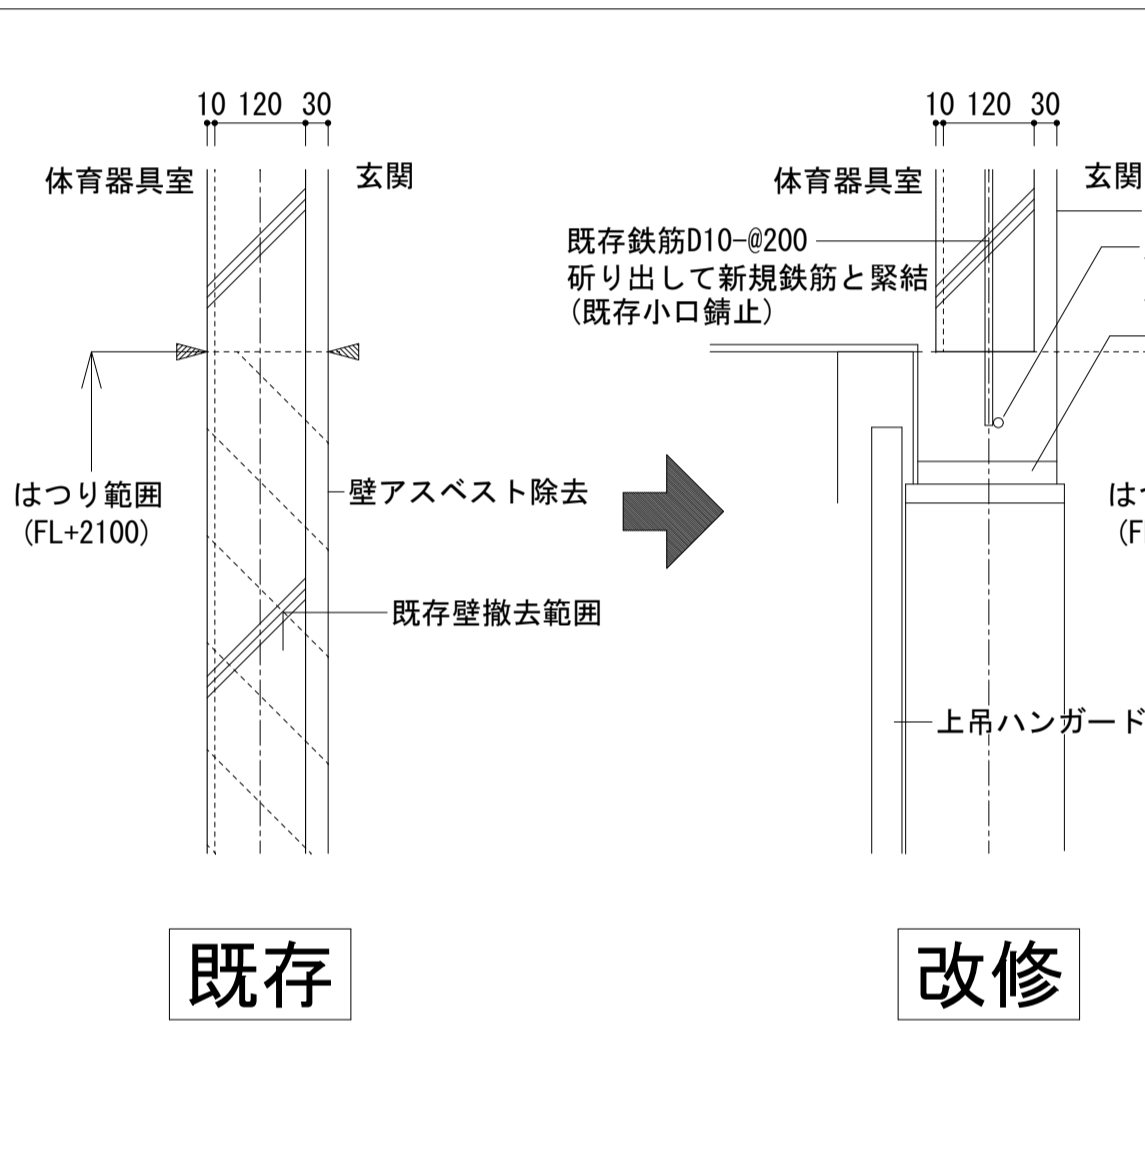 10 120 30
体育器具室
玄関
はつり範囲
(FL+2100)
壁アスベスト除去
既存壁撤去範囲
既存
10 120 30
体育器具室
玄関
既存鉄筋D10-@200
斫り出して新規鉄筋と緊結
(既存小口錆止)
上吊ハンガード
改修